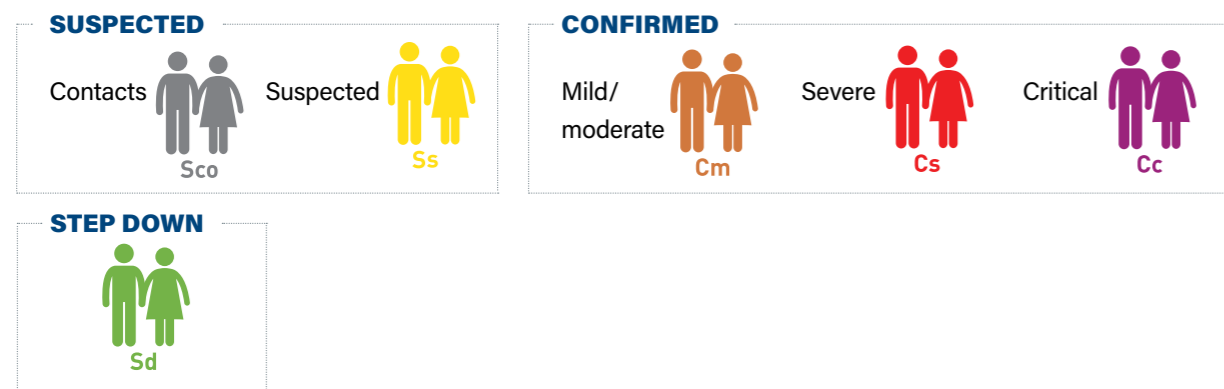 SUSPECTED
Contacts
Sco
Suspected
Ss
CONFIRMED
Mild/
moderate
Cm
Severe
Cs
Critical
Cc
STEP DOWN
Sd